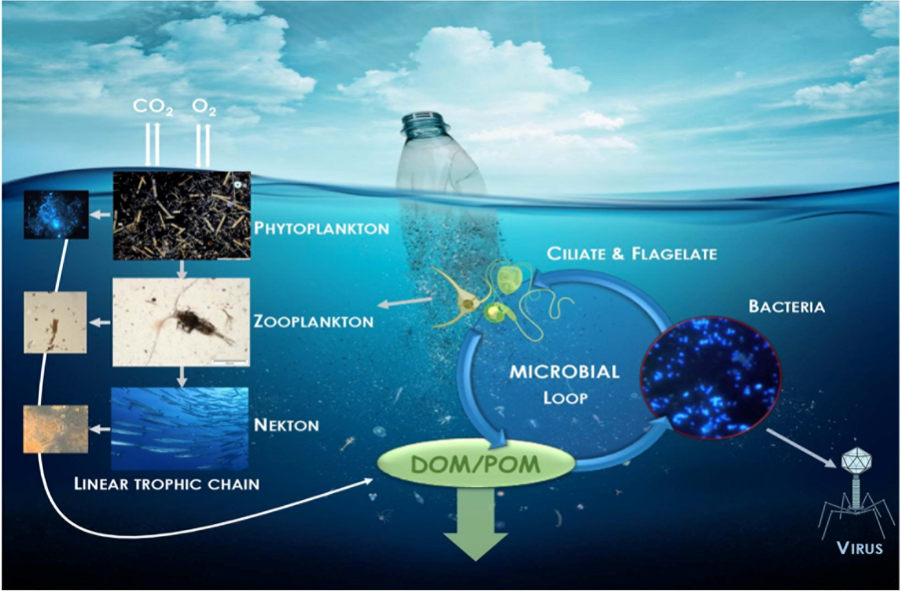 CO₂ O₂
PHYTOPLANKTON
CILIATE & FLAGELATE
BACTERIA
ZOOPLANKTON
MICROBIAL
LOOP
NEKTON
DOM/POM
LINEAR TROPHIC CHAIN
VIRUS